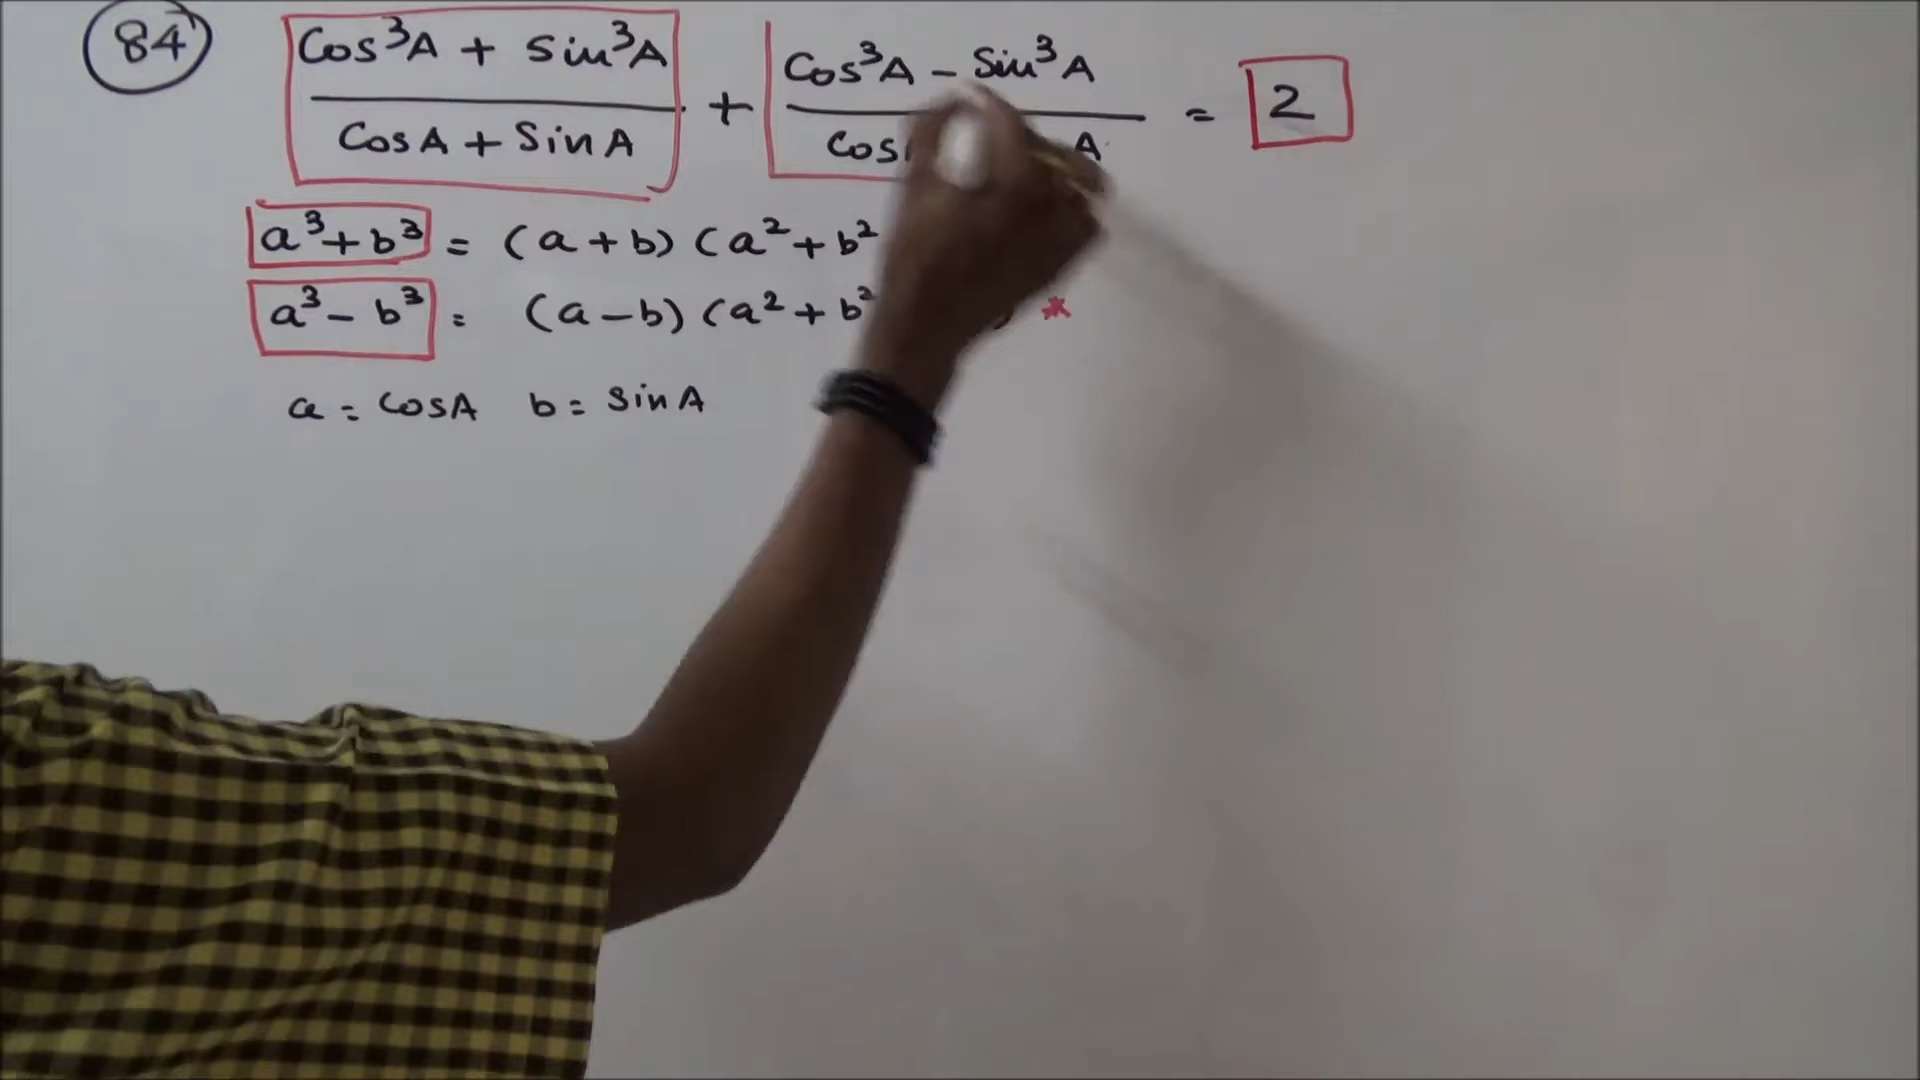 84
Cos³A + Sin³A / CosA + SinA + Cos³A - Sin³A / Cos A = 2
a³+b³ = (a+b)(a²+b²
a³-b³ = (a-b)(a²+b² ) *
a = CosA b = SinA